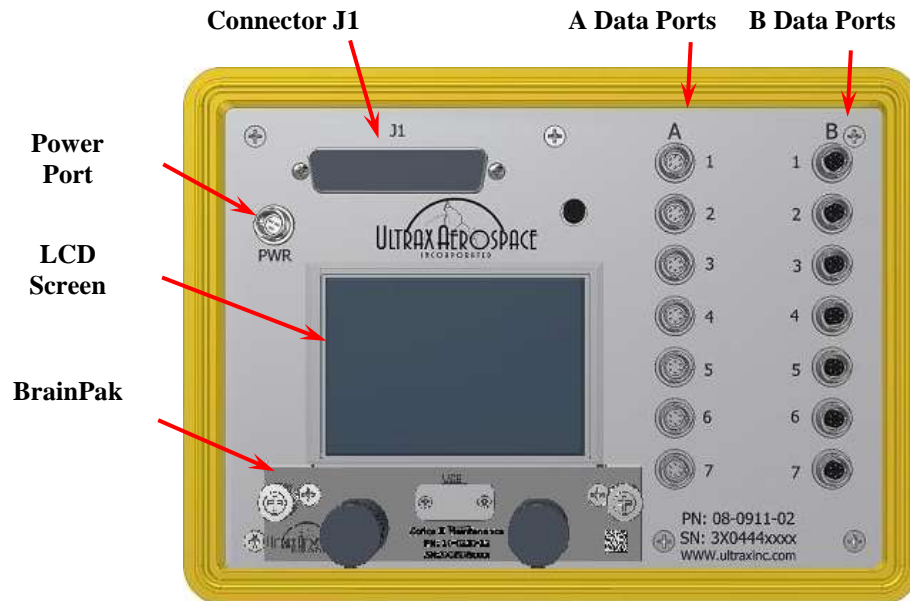 Connector J1
A Data Ports
B Data Ports
Power
Port
LCD
Screen
BrainPak
J1
PWR
ULTRAX AEROSPACE
INCORPORATED
A
1
2
3
4
5
6
7
B
1
2
3
4
5
6
7
USB
PN: 08-0911-02
SN: 3X0444xxxx
www.ultraxinc.com